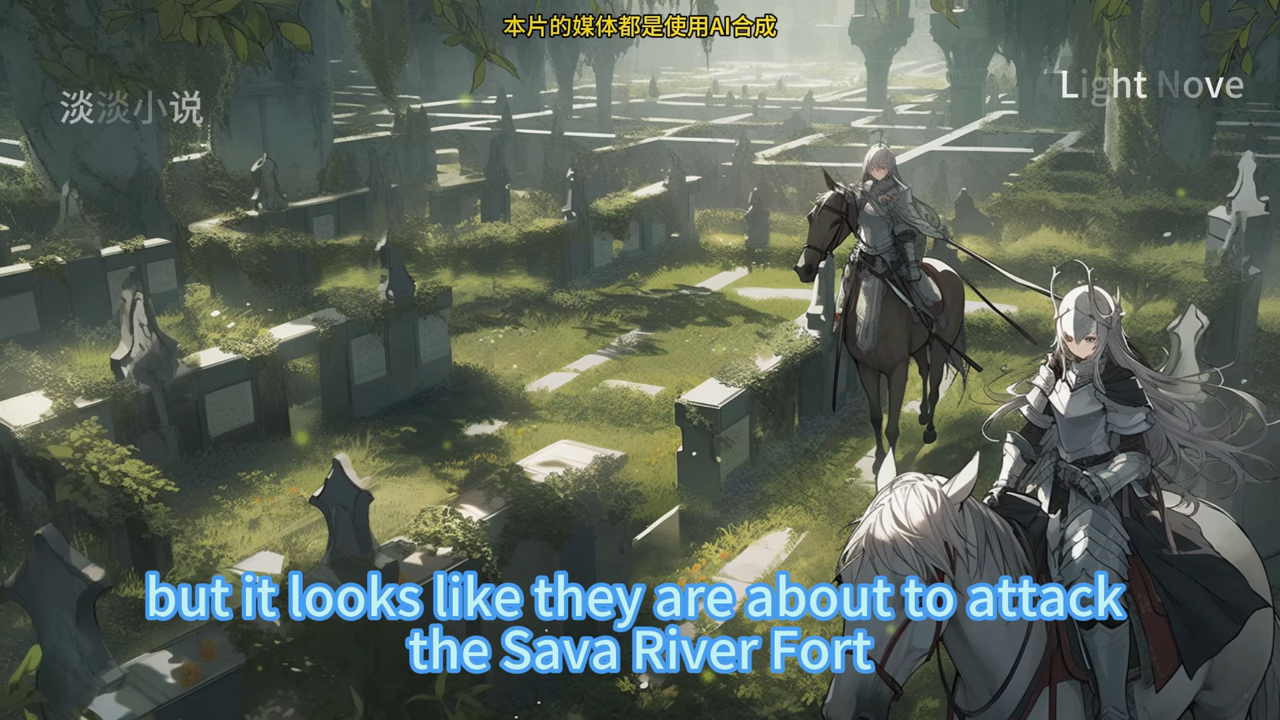 本片的媒体都是使用AI合成
Light Nove
淡淡小说
but it looks like they are about to attack
the Sava River Fort